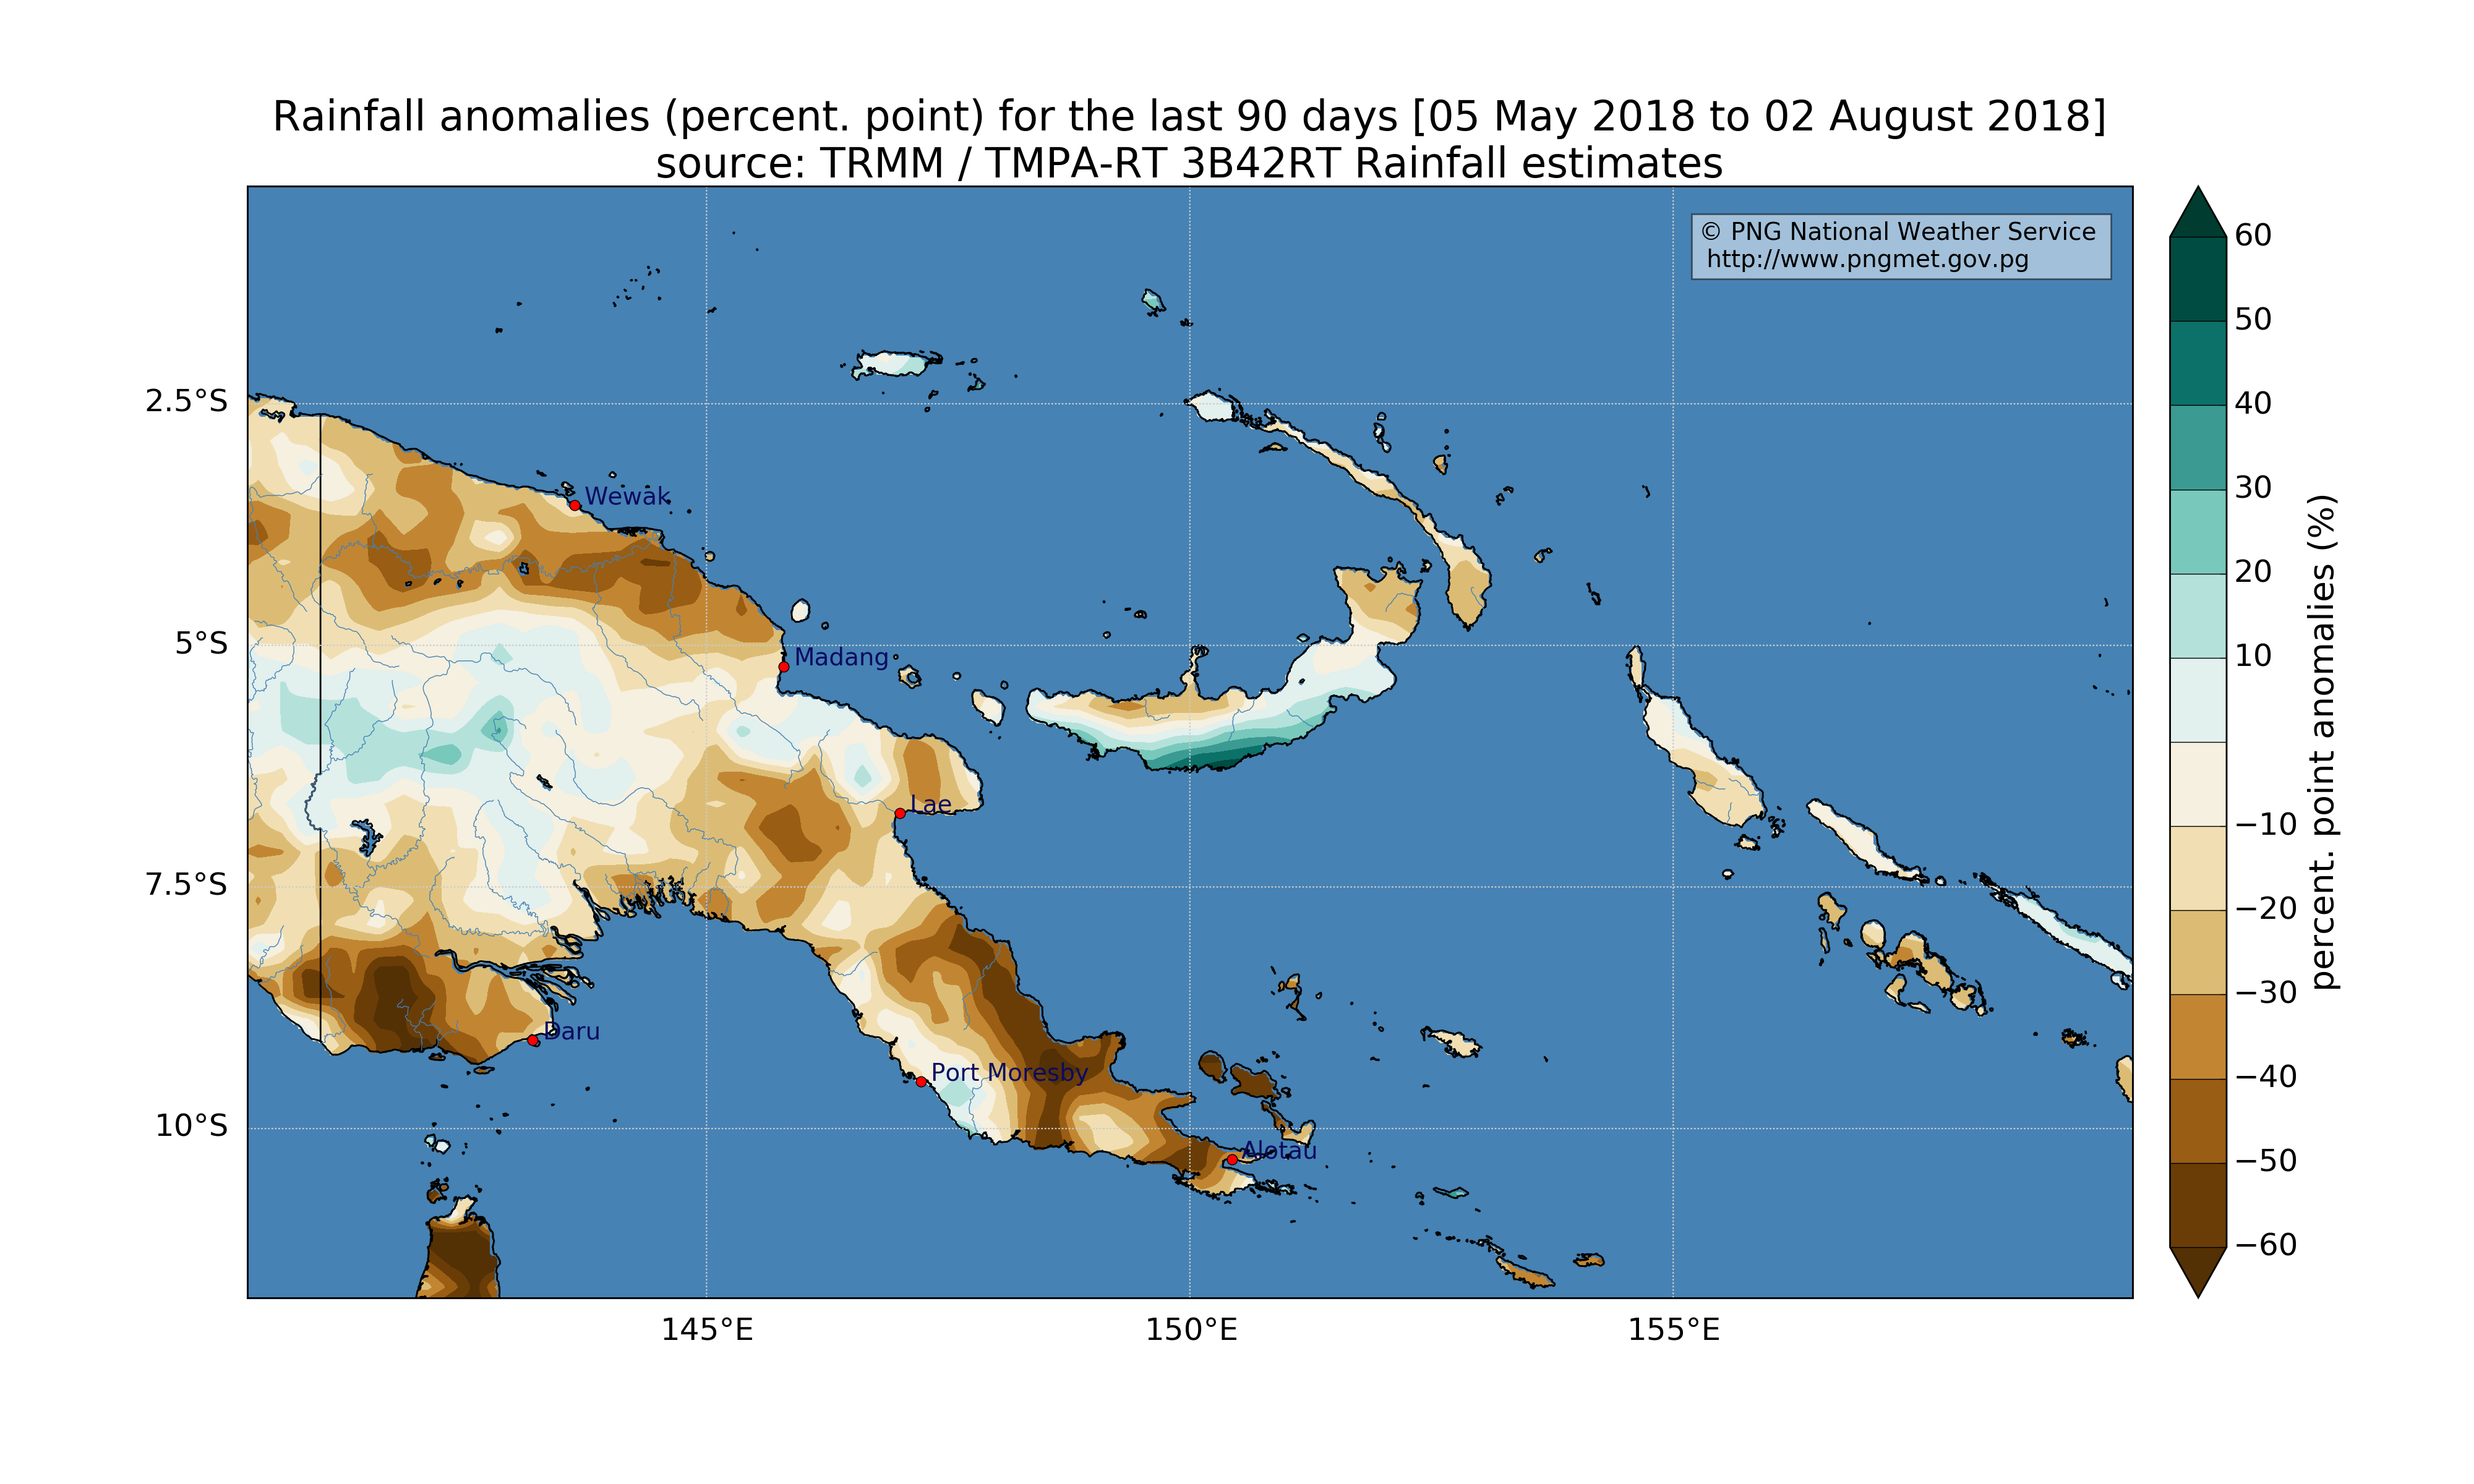 Rainfall anomalies (percent. point) for the last 90 days [05 May 2018 to 02 August 2018]
source: TRMM / TMPA-RT 3B42RT Rainfall estimates
© PNG National Weather Service
http://www.pngmet.gov.pg
60
50
40
30
20
10
−10
−20
−30
−40
−50
−60
percent. point anomalies (%)
2.5°S
5°S
7.5°S
10°S
Wewak
Madang
Lae
Daru
Port Moresby
Alotau
145°E
150°E
155°E